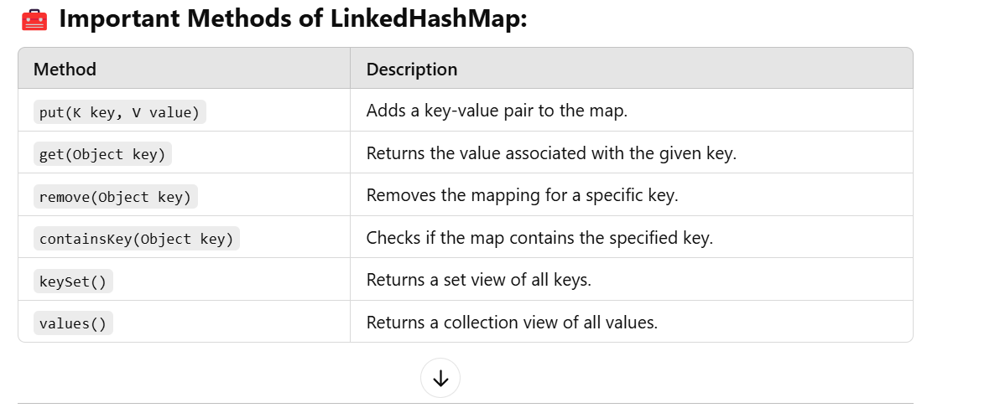 🧰 Important Methods of LinkedHashMap:
Method Description
put(K key, V value) Adds a key-value pair to the map.
get(Object key) Returns the value associated with the given key.
remove(Object key) Removes the mapping for a specific key.
containsKey(Object key) Checks if the map contains the specified key.
keySet() Returns a set view of all keys.
values() Returns a collection view of all values.